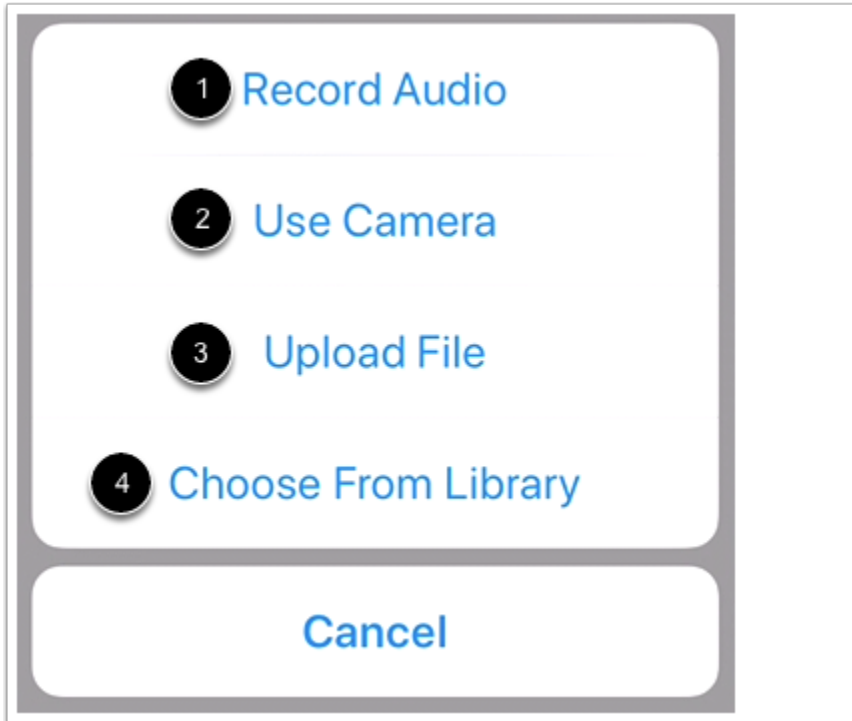 1 Record Audio
2 Use Camera
3 Upload File
4 Choose From Library
Cancel